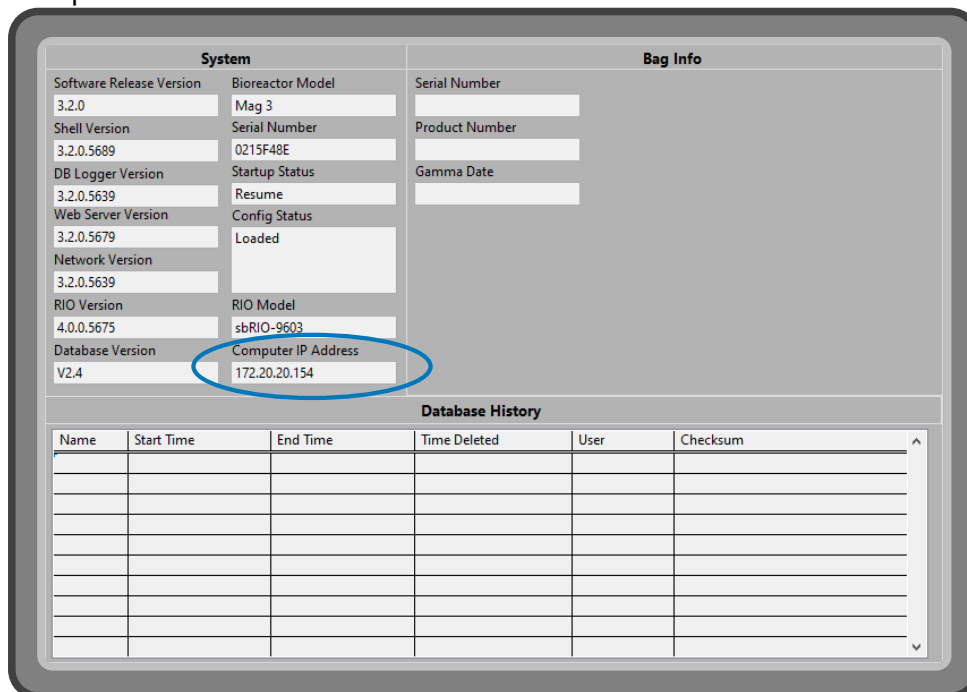 System
Bag Info
Software Release Version
3.2.0
Shell Version
3.2.0.5689
DB Logger Version
3.2.0.5639
Web Server Version
3.2.0.5679
Network Version
3.2.0.5639
RIO Version
4.0.0.5675
Database Version
V2.4
Bioreactor Model
Mag 3
Serial Number
0215F48E
Startup Status
Resume
Config Status
Loaded
RIO Model
sbRIO-9603
Computer IP Address
172.20.20.154
Serial Number
Product Number
Gamma Date
Database History
Name Start Time End Time Time Deleted User Checksum